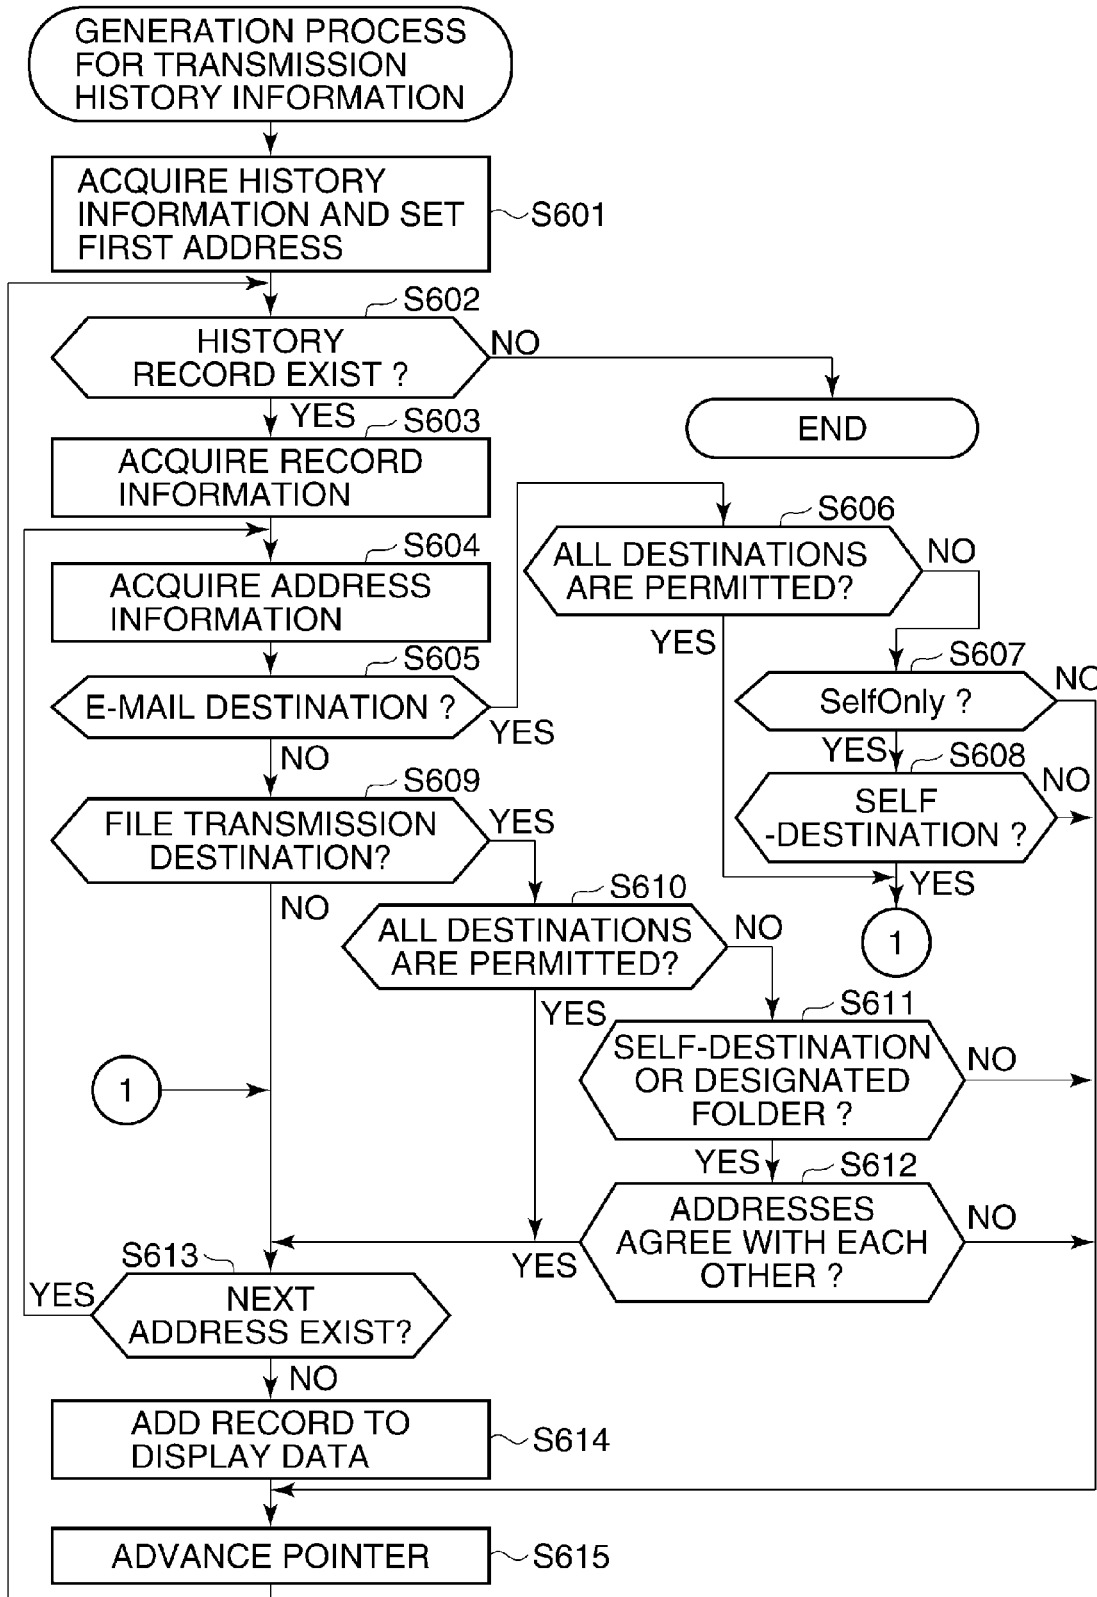 GENERATION PROCESS
FOR TRANSMISSION
HISTORY INFORMATION
ACQUIRE HISTORY
INFORMATION AND SET
FIRST ADDRESS
S601
S602
HISTORY
RECORD EXIST ?
NO
YES
END
S603
ACQUIRE RECORD
INFORMATION
S604
ACQUIRE ADDRESS
INFORMATION
S605
E-MAIL DESTINATION ?
YES
NO
S606
ALL DESTINATIONS
ARE PERMITTED?
NO
YES
S607
SelfOnly ?
NO
YES
S608
SELF
-DESTINATION ?
NO
YES
1
S609
FILE TRANSMISSION
DESTINATION?
YES
NO
S610
ALL DESTINATIONS
ARE PERMITTED?
NO
YES
S611
SELF-DESTINATION
OR DESIGNATED
FOLDER ?
NO
YES
1
S612
ADDRESSES
AGREE WITH EACH
OTHER ?
NO
YES
S613
NEXT
ADDRESS EXIST?
YES
NO
ADD RECORD TO
DISPLAY DATA
S614
ADVANCE POINTER
S615